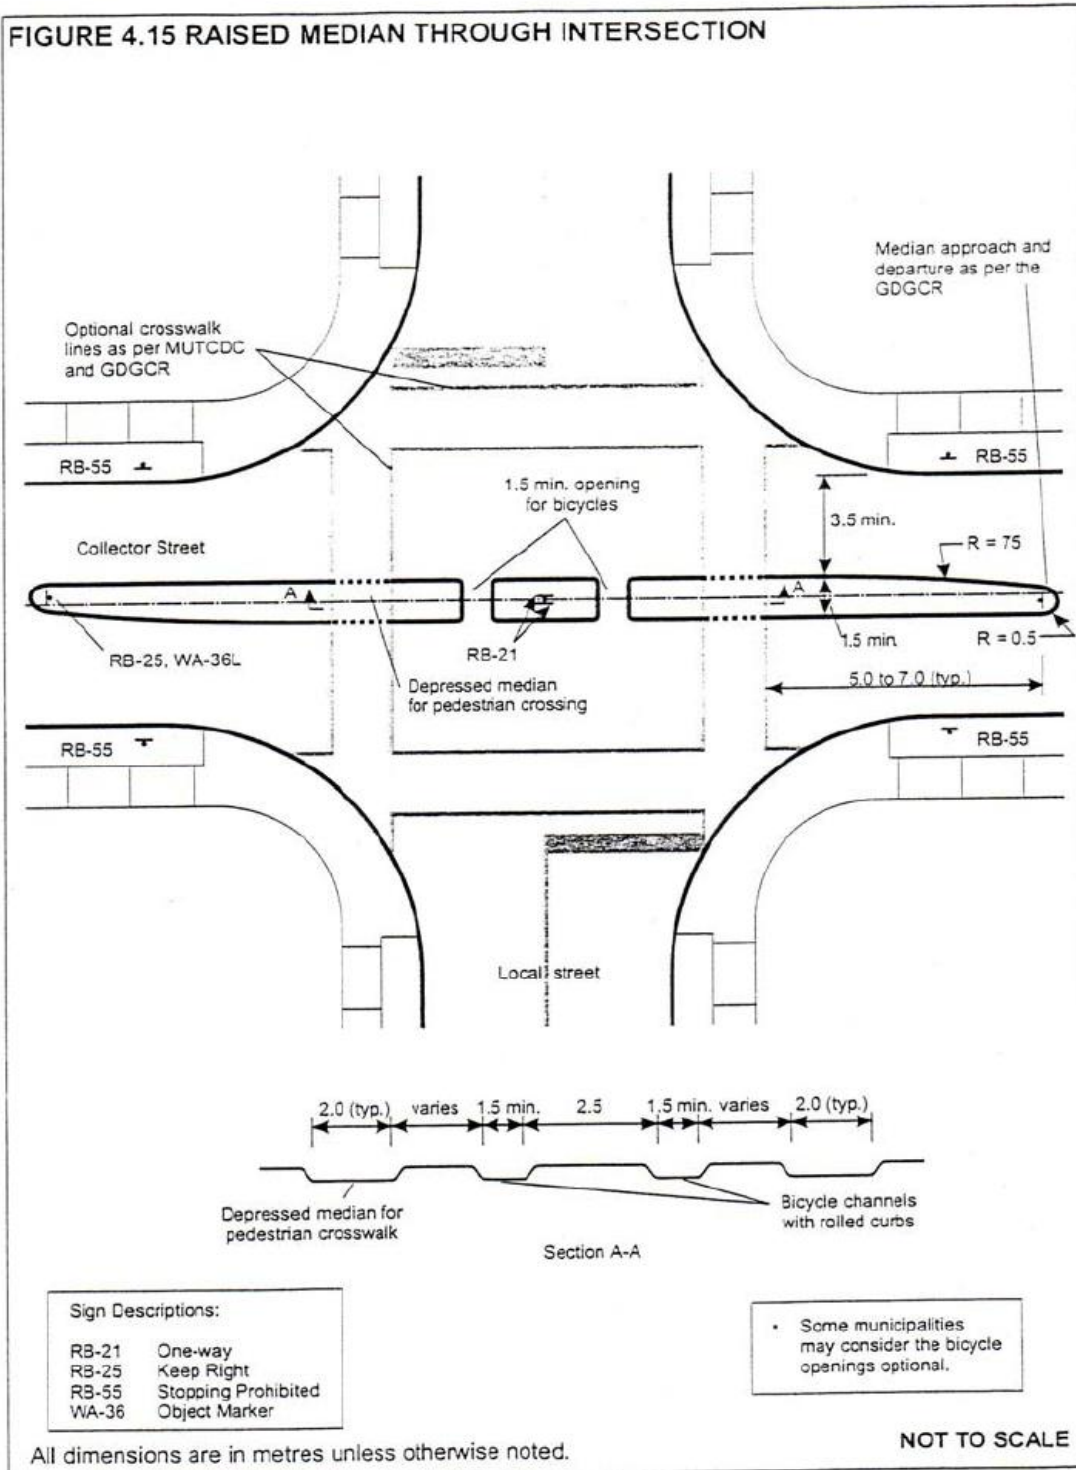 FIGURE 4.15 RAISED MEDIAN THROUGH INTERSECTION
Median approach and
departure as per the
GDGCR
Optional crosswalk
lines as per MUTCDC
and GDGCR
RB-55
RB-55
1.5 min. opening
for bicycles
3.5 min.
Collector Street
R = 75
A
A
RB-25, WA-36L
RB-21
1.5 min.
R = 0.5
Depressed median
for pedestrian crossing
5.0 to 7.0 (typ.)
RB-55
RB-55
Local street
2.0 (typ.) varies 1.5 min. 2.5 1.5 min. varies 2.0 (typ.)
Depressed median for
pedestrian crosswalk
Bicycle channels
with rolled curbs
Section A-A
Sign Descriptions:
RB-21 One-way
RB-25 Keep Right
RB-55 Stopping Prohibited
WA-36 Object Marker
• Some municipalities
may consider the bicycle
openings optional.
All dimensions are in metres unless otherwise noted.
NOT TO SCALE